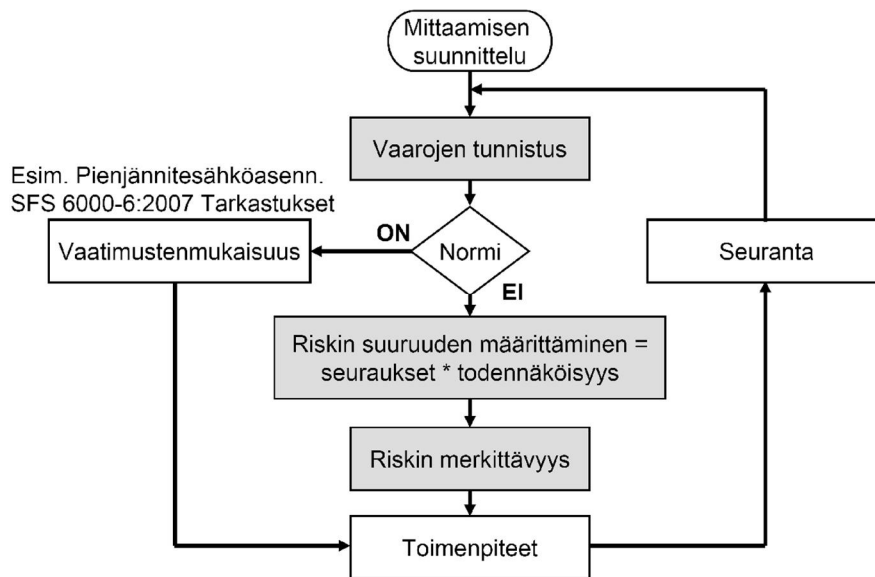 Mittaamisen
suunnittelu
Vaarojen tunnistus
Esim. Pienjännitesähköasenn.
SFS 6000-6:2007 Tarkastukset
ON
Vaatimustenmukaisuus
Normi
Seuranta
EI
Riskin suuruuden määrittäminen =
seuraukset * todennäköisyys
Riskin merkittävyys
Toimenpiteet